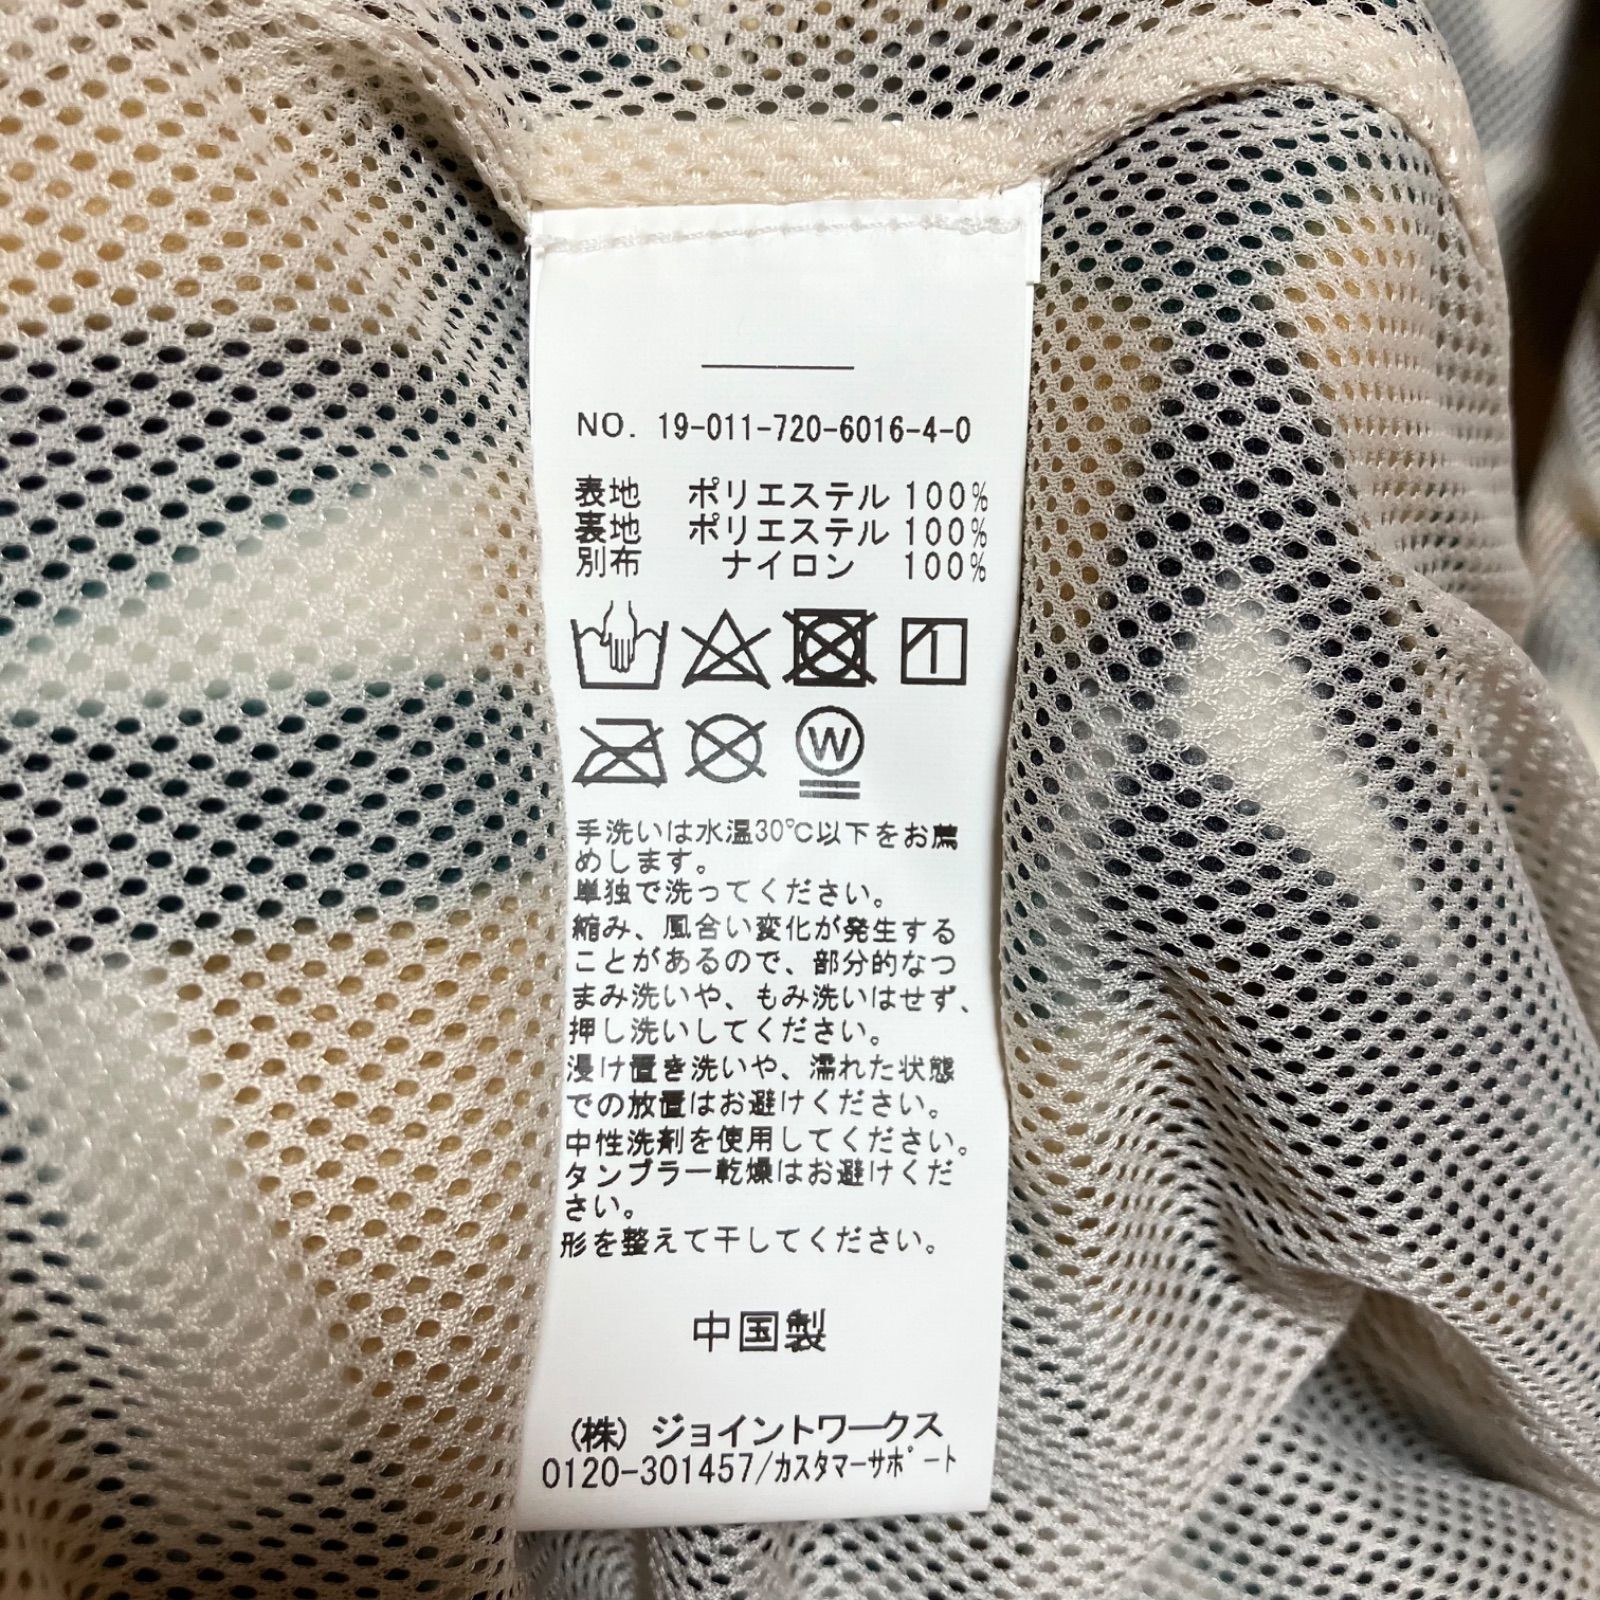 NO. 19-011-720-6016-4-0
表地 ポリエステル 100%
裏地 ポリエステル 100%
別布 ナイロン 100%
W
手洗いは水温30℃以下をお薦
めします。
単独で洗ってください。
縮み、風合い変化が発生する
ことがあるので、部分的なつ
まみ洗いや、もみ洗いはせず、
押し洗いしてください。
浸け置き洗いや、濡れた状態
での放置はお避けください。
中性洗剤を使用してください。
タンブラー乾燥はお避けくだ
さい。
形を整えて干してください。
中国製
(株) ジョイントワークス
0120-301457/カスタマーサポート